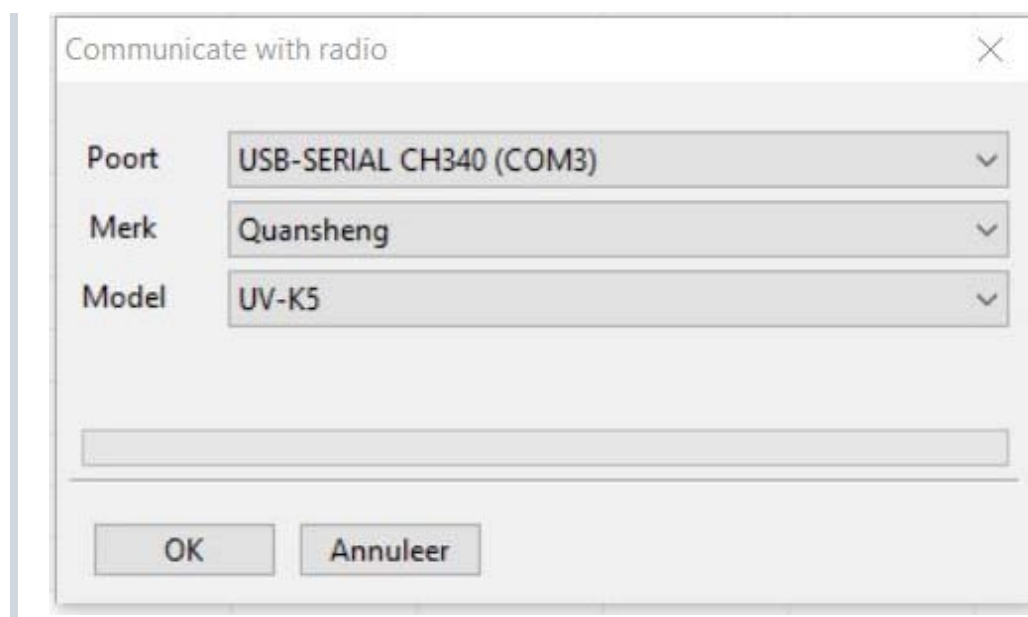 Communicate with radio
Poort USB-SERIAL CH340 (COM3)
Merk Quansheng
Model UV-K5
OK Annuleer